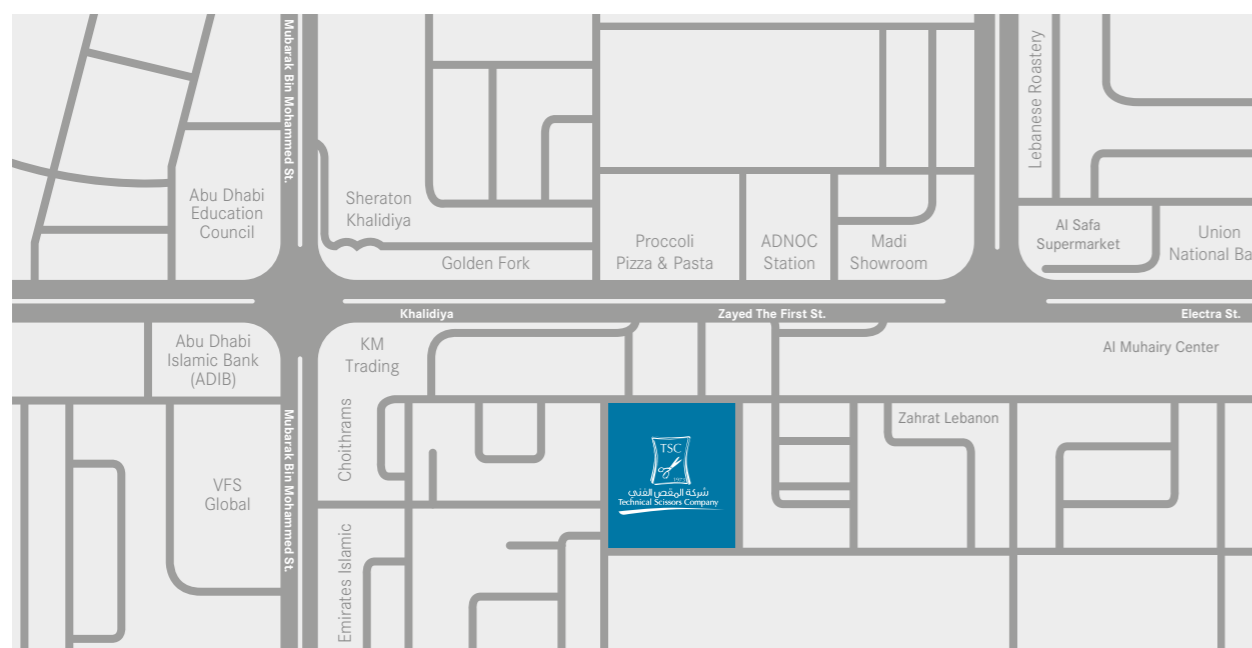 Mubarak Bin Mohammed St.
Lebanese Roastery
Abu Dhabi
Education
Council
Sheraton
Khalidiya
Golden Fork
Proccoli
Pizza & Pasta
ADNOC
Station
Madi
Showroom
Al Safa
Supermarket
Union
National Ba
Khalidiya
Zayed The First St.
Electra St.
Abu Dhabi
Islamic Bank
(ADIB)
KM
Trading
Al Muhairy Center
Choithrams
Zahrat Lebanon
VFS
Global
Mubarak Bin Mohammed St.
TSC
1973
شركة المقص الفني
Technical Scissors Company
Emirates Islamic